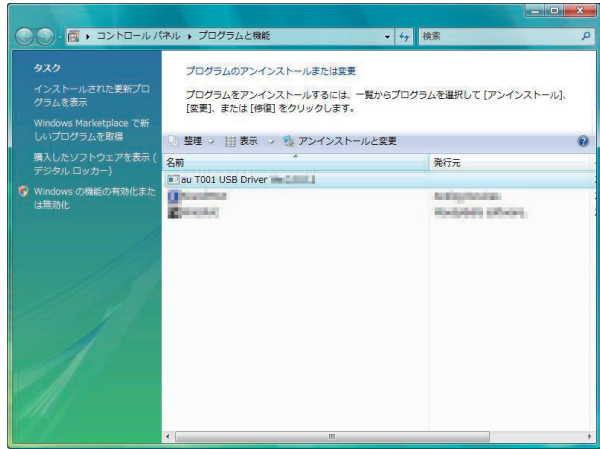 コントロール パネル ▸ プログラムと機能
検索
タスク
インストールされた更新プロ
グラムを表示
Windows Marketplace で新
しいプログラムを取得
購入したソフトウェアを表示 (
デジタル ロッカー)
Windows の機能の有効化また
は無効化
プログラムのアンインストールまたは変更
プログラムをアンインストールするには、一覧からプログラムを選択して [アンインストール]、
[変更]、または [修復] をクリックします。
整理 表示 アンインストールと変更
名前 発行元
au T001 USB Driver